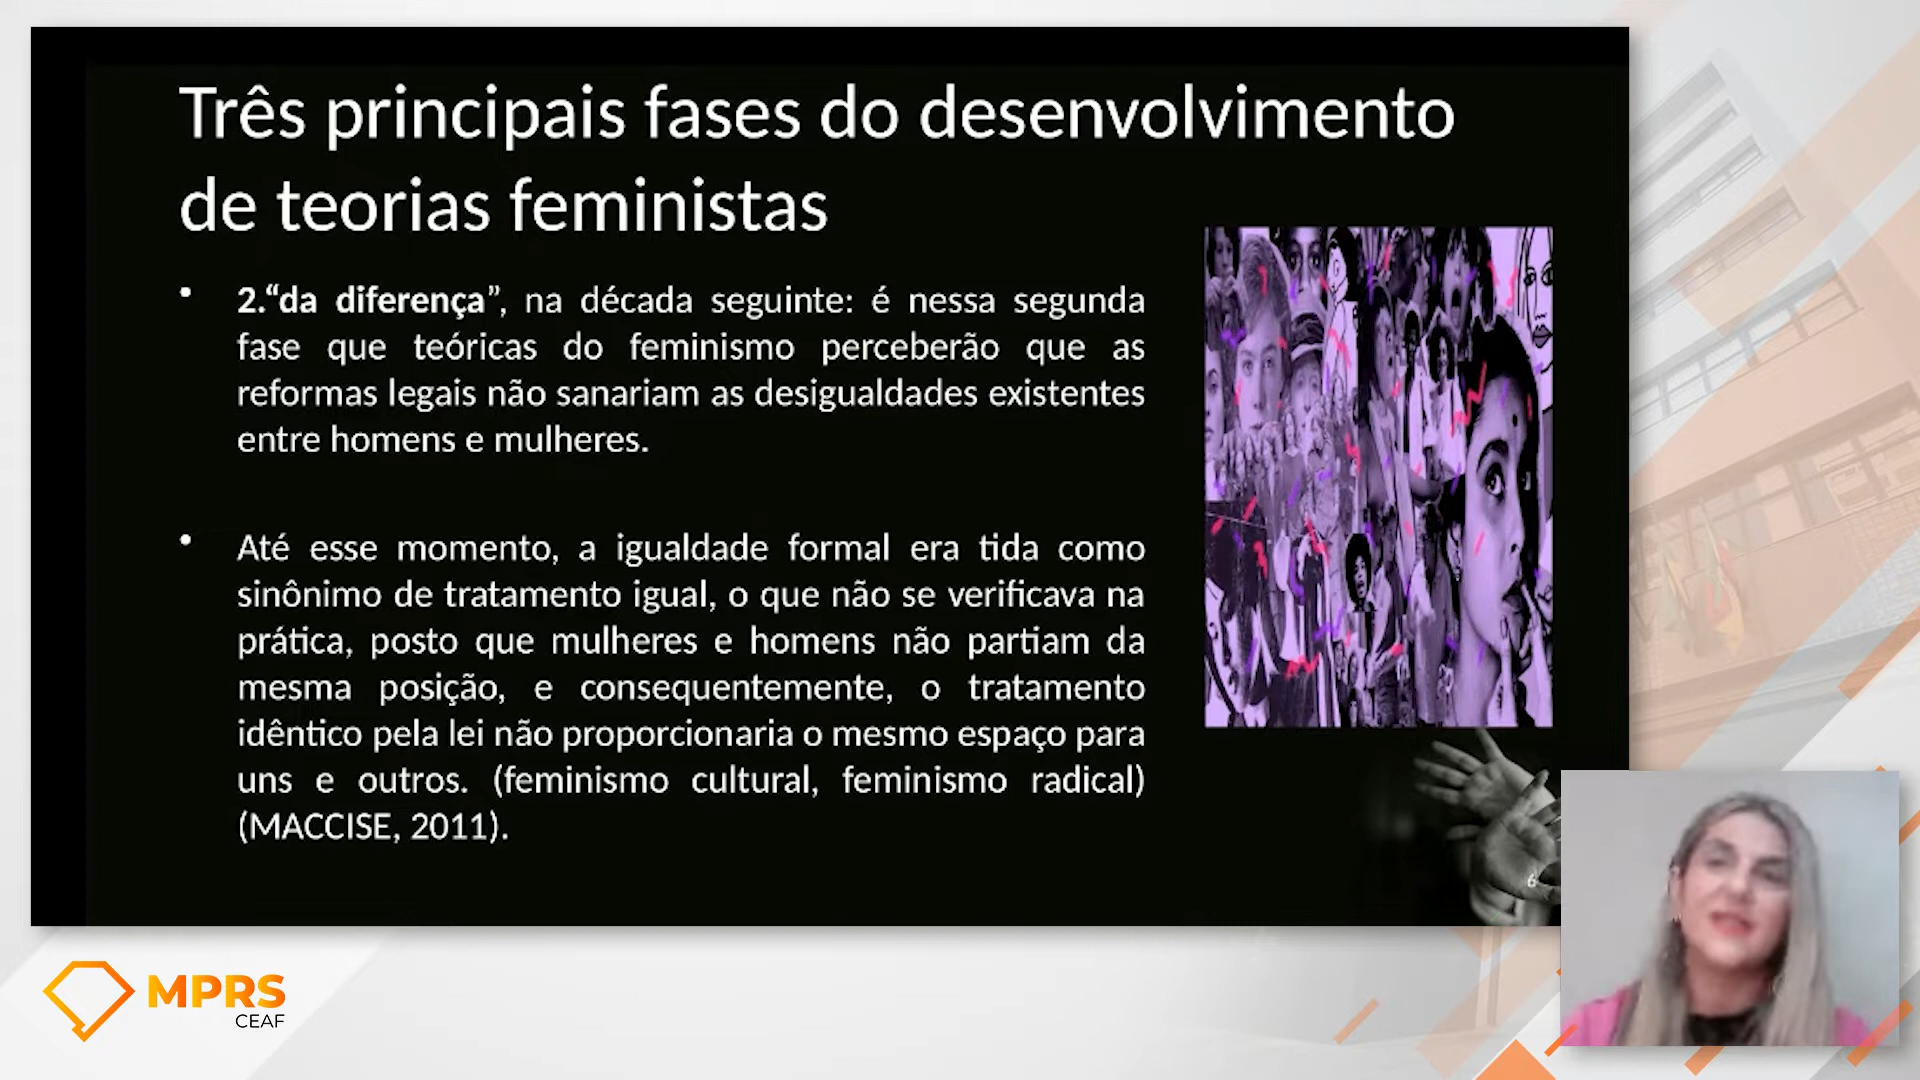 Três principais fases do desenvolvimento
de teorias feministas
• 2.“da diferença”, na década seguinte: é nessa segunda
fase que teóricas do feminismo perceberão que as
reformas legais não sanariam as desigualdades existentes
entre homens e mulheres.
• Até esse momento, a igualdade formal era tida como
sinônimo de tratamento igual, o que não se verificava na
prática, posto que mulheres e homens não partiam da
mesma posição, e consequentemente, o tratamento
idêntico pela lei não proporcionaria o mesmo espaço para
uns e outros. (feminismo cultural, feminismo radical)
(MACCISE, 2011).
6
MPRS
CEAF